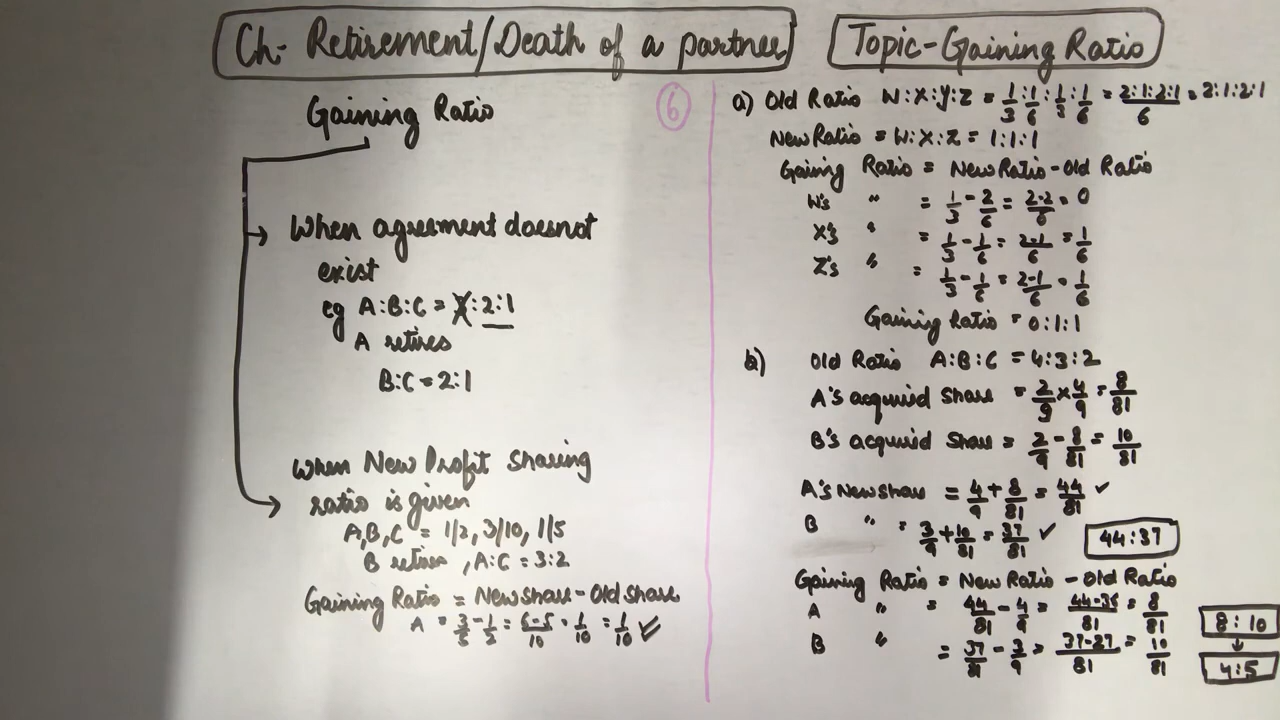 Ch- Retirement/Death of a partner
Topic-Gaining Ratio
Gaining Ratio
When agreement doesnot
exist
eg A:B:C = X:2:1
A retires
B:C = 2:1
When New Profit Sharing
ratio is given
A,B,C = 1/2, 3/10, 1/5
B retires, A:C = 3:2
Gaining Ratio = New share - Old share
A = 3/5 - 1/2 = 6-5/10 = 1/10 = 1/10 ✓
6
a) Old Ratio W:X:Y:Z = 1/3:1/6:1/3:1/6 = 2:1:2:1/6 = 2:1:2:1
New Ratio = W:X:Z = 1:1:1
Gaining Ratio = New Ratio - Old Ratio
W's " = 1/3 - 2/6 = 2-2/6 = 0
X's " = 1/3 - 1/6 = 2-1/6 = 1/6
Z's " = 1/3 - 1/6 = 2-1/6 = 1/6
Gaining Ratio = 0:1:1
b) Old Ratio A:B:C = 4:3:2
A's acquired share = 2/9 × 4/9 = 8/81
B's acquired share = 2/9 - 8/81 = 10/81
A's New share = 4/9 + 8/81 = 44/81 ✓
B " = 3/9 + 10/81 = 37/81 ✓
44:37
Gaining Ratio = New Ratio - Old Ratio
A " = 44/81 - 4/9 = 44-36/81 = 8/81
B " = 37/81 - 3/9 = 37-27/81 = 10/81
8:10
↓
4:5